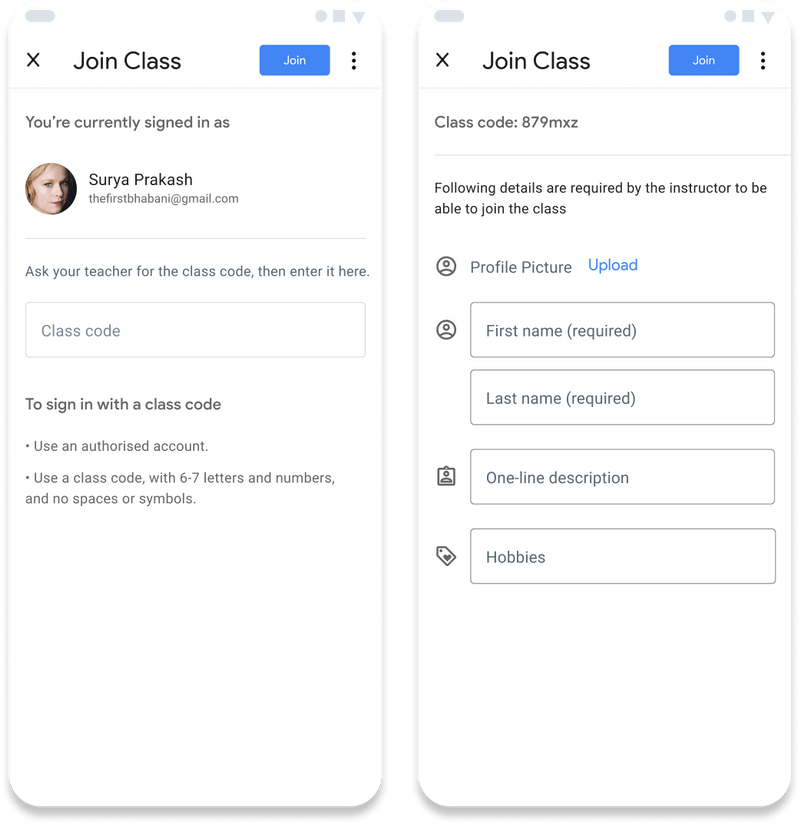 Join Class
Join
You're currently signed in as
Surya Prakash
thefirstbhabani@gmail.com
Ask your teacher for the class code, then enter it here.
Class code
To sign in with a class code
• Use an authorised account.
• Use a class code, with 6-7 letters and numbers,
and no spaces or symbols.
Join Class
Join
Class code: 879mxz
Following details are required by the instructor to be
able to join the class
Profile Picture Upload
First name (required)
Last name (required)
One-line description
Hobbies